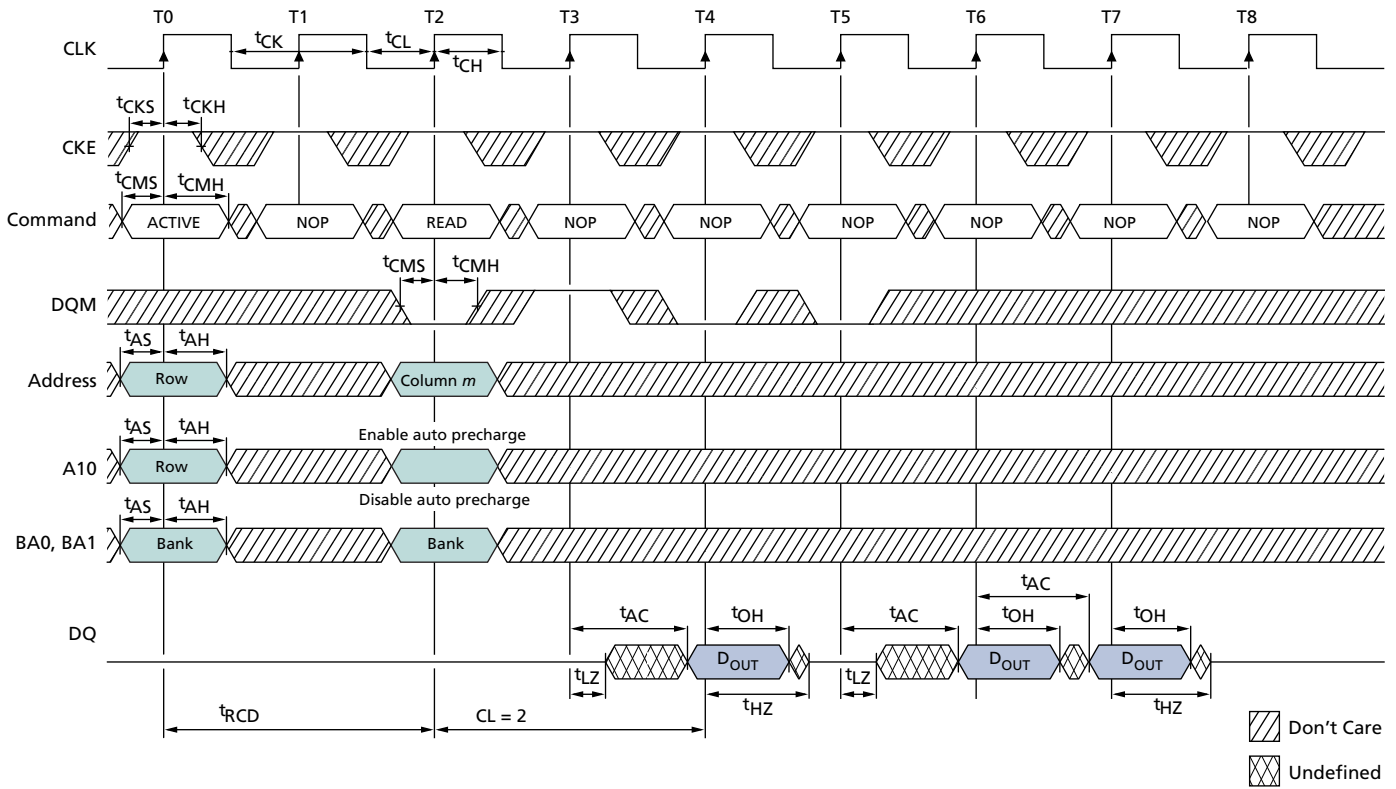 T0 T1 T2 T3 T4 T5 T6 T7 T8
CLK tCK tCL tCH
tCKS tCKH
CKE
tCMS tCMH
Command ACTIVE NOP READ NOP NOP NOP NOP NOP NOP
tCMS tCMH
DQM
tAS tAH
Address Row Column m
tAS tAH Enable auto precharge
A10 Row
tAS tAH Disable auto precharge
BA0, BA1 Bank Bank
tAC
tAC tOH tAC tOH tOH
DQ
DOUT DOUT DOUT
tLZ tLZ
tHZ tHZ
tRCD CL = 2
Don't Care
Undefined